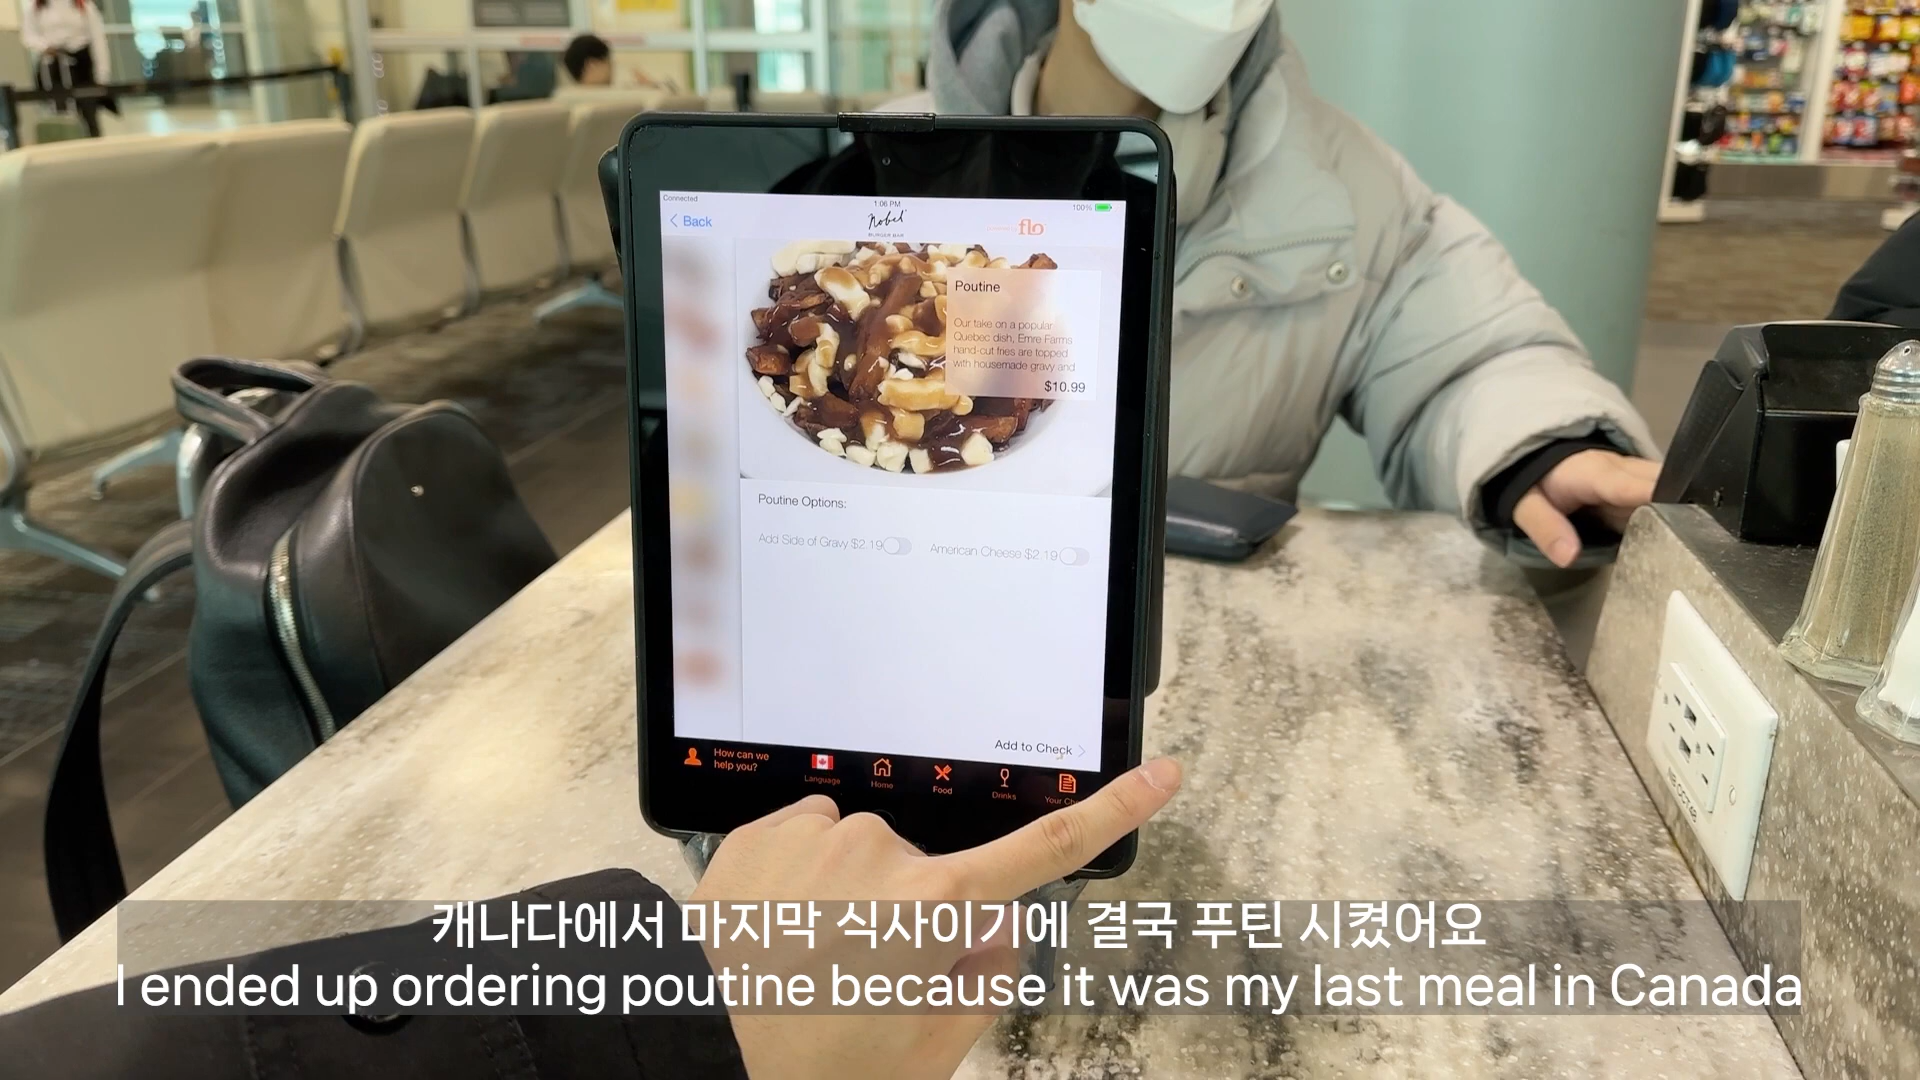 Connected
1:06 PM
100%
Back
Nobel
BURGER BAR
flo
Poutine
Our take on a popular
Quebec dish, Emre Farms
hand-cut fries are topped
with housemade gravy and
$10.99
Poutine Options:
Add Side of Gravy $2.19
American Cheese $2.19
Add to Check
How can we
help you?
Language
Home
Food
Drinks
Your
캐나다에서 마지막 식사이기에 결국 푸틴 시켰어요
I ended up ordering poutine because it was my last meal in Canada